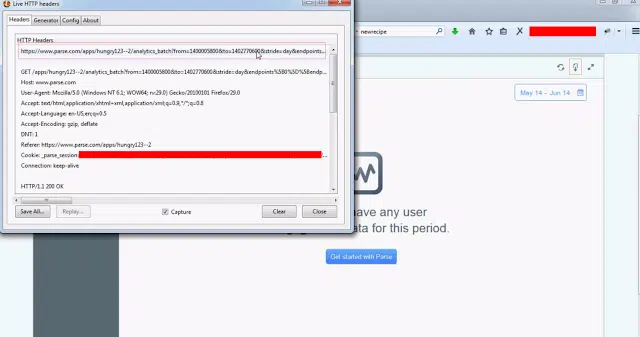 Live HTTP headers
Headers Generator Config About
HTTP Headers
https://www.parse.com/apps/hungry123--2/analytics_batch?from=1400005800&to=1402770600&stride=day&endpoints...
GET /apps/hungry123--2/analytics_batch?from=1400005800&to=1402770600&stride=day&endpoints%5B0%5D%5Bendp...
Host: www.parse.com
User-Agent: Mozilla/5.0 (Windows NT 6.1; WOW64; rv:29.0) Gecko/20100101 Firefox/29.0
Accept: text/html,application/xhtml+xml,application/xml;q=0.9,*/*;q=0.8
Accept-Language: en-US,en;q=0.5
Accept-Encoding: gzip, deflate
DNT: 1
Referer: https://www.parse.com/apps/hungry123--2
Cookie: _parse_session:
Connection: keep-alive
HTTP/1.1 200 OK
Save All... Replay... Capture Clear Close
newrecipe
May 14 - Jun 14
have any user
data for this period.
Get started with Parse